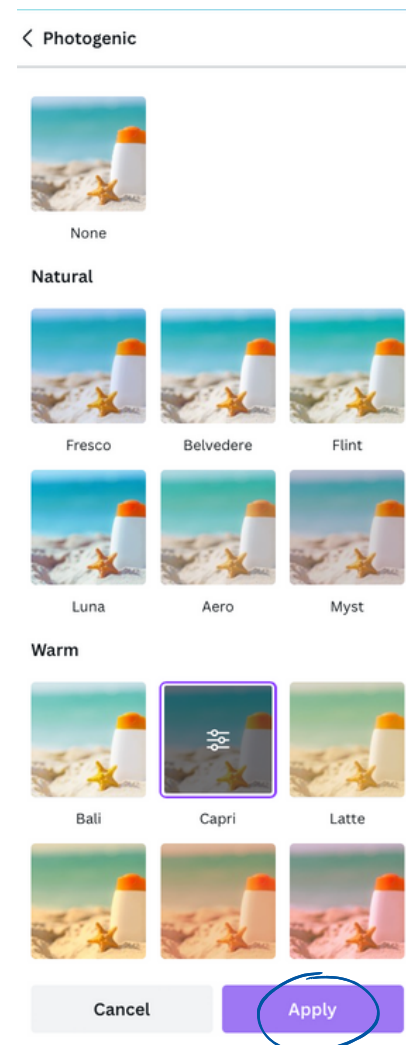 Photogenic
None
Natural
Fresco Belvedere Flint
Luna Aero Myst
Warm
Bali Capri Latte
Cancel Apply